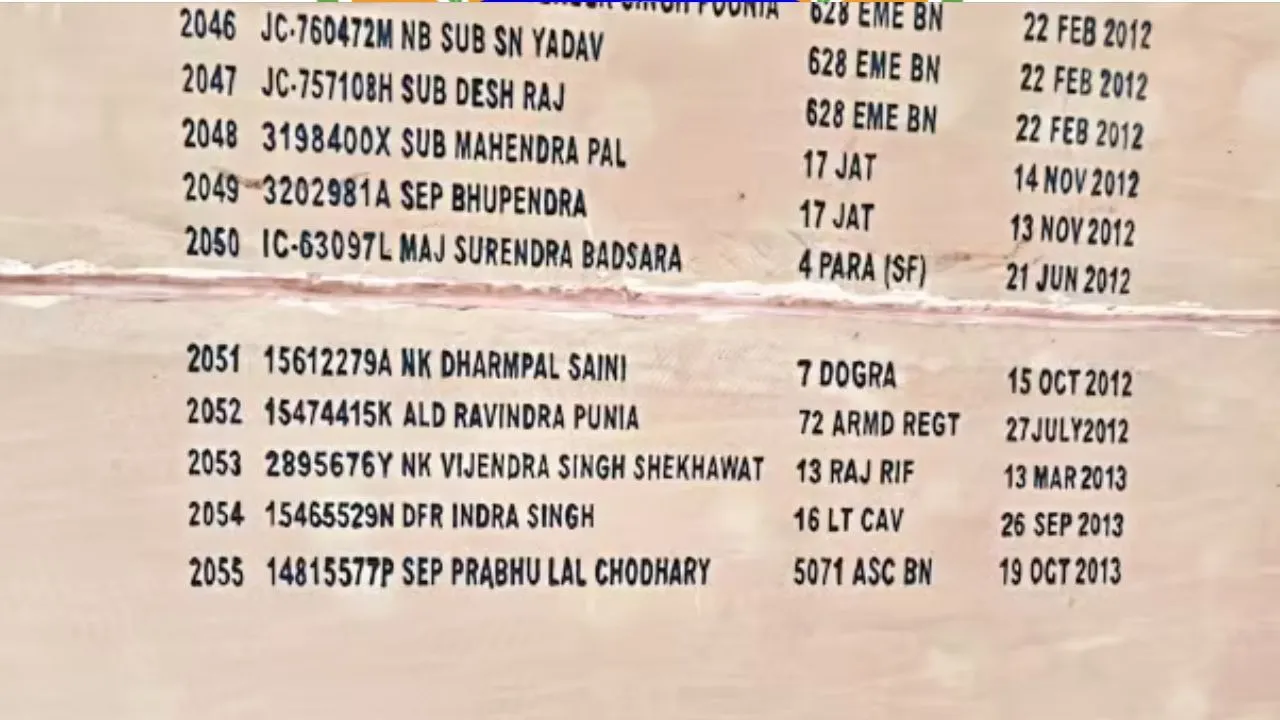 SINGH POONIA 628 EME BN 22 FEB 2012
2046 JC-760472M NB SUB SN YADAV 628 EME BN 22 FEB 2012
2047 JC-757108H SUB DESH RAJ 628 EME BN 22 FEB 2012
2048 3198400X SUB MAHENDRA PAL 17 JAT 14 NOV 2012
2049 3202981A SEP BHUPENDRA 17 JAT 13 NOV 2012
2050 IC-63097L MAJ SURENDRA BADSARA 4 PARA (SF) 21 JUN 2012
2051 15612279A NK DHARMPAL SAINI 7 DOGRA 15 OCT 2012
2052 15474415K ALD RAVINDRA PUNIA 72 ARMD REGT 27JULY2012
2053 2895676Y NK VIJENDRA SINGH SHEKHAWAT 13 RAJ RIF 13 MAR 2013
2054 15465529N DFR INDRA SINGH 16 LT CAV 26 SEP 2013
2055 14815577P SEP PRABHU LAL CHODHARY 5071 ASC BN 19 OCT 2013